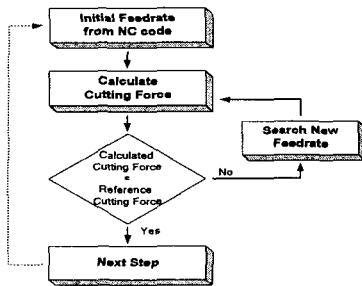 Initial Feedrate
from NC code
Calculate
Cutting Force
Calculated
Cutting Force
=
Reference
Cutting Force
No
Search New
Feedrate
Yes
Next Step